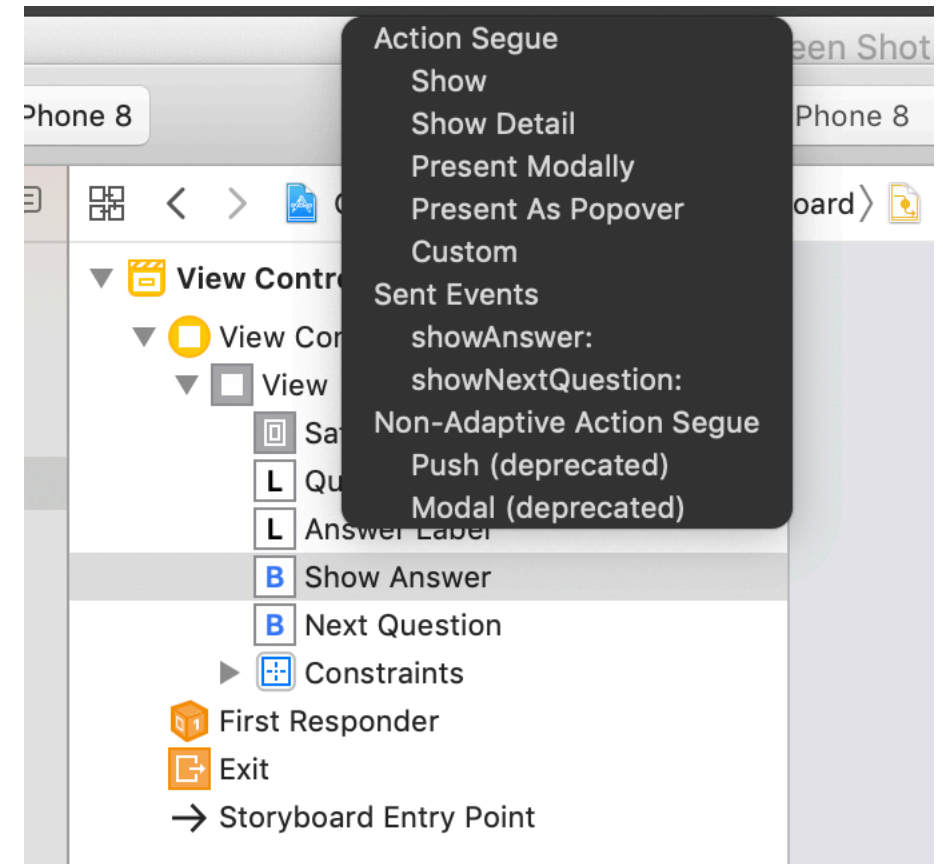 Action Segue
een Shot
Show
Phone 8
Show Detail
Phone 8
Present Modally
Present As Popover
oard
Custom
View Contr
Sent Events
showAnswer:
View Con
showNextQuestion:
View
Non-Adaptive Action Segue
Sa
Push (deprecated)
L Qu
Modal (deprecated)
L Answer Label
B Show Answer
B Next Question
Constraints
First Responder
Exit
Storyboard Entry Point